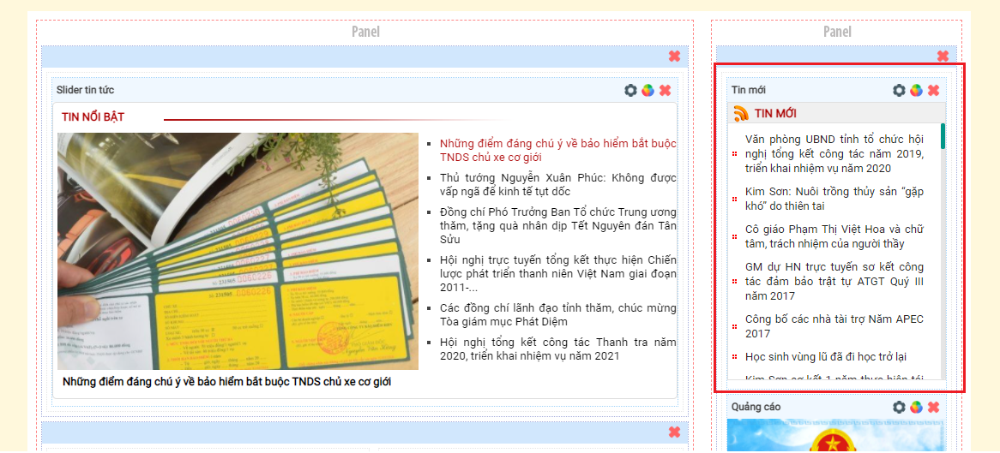 Panel
Slider tin tức
TIN NỔI BẬT
Những điểm đáng chú ý về bảo hiểm bắt buộc
TNDS chủ xe cơ giới
Thủ tướng Nguyễn Xuân Phúc: Không được
vấp ngã để kinh tế tụt dốc
Đồng chí Phó Trưởng Ban Tổ chức Trung ương
thăm, tặng quà nhân dịp Tết Nguyên đán Tân
Sửu
Hội nghị trực tuyến tổng kết thực hiện Chiến
lược phát triển thanh niên Việt Nam giai đoạn
2011-...
Các đồng chí lãnh đạo tỉnh thăm, chúc mừng
Tòa giám mục Phát Diệm
Hội nghị tổng kết công tác Thanh tra năm
2020, triển khai nhiệm vụ năm 2021
0060226
Những điểm đáng chú ý về bảo hiểm bắt buộc TNDS chủ xe cơ giới
Panel
Tin mới
TIN MỚI
Văn phòng UBND tỉnh tổ chức hội
nghị tổng kết công tác năm 2019,
triển khai nhiệm vụ năm 2020
Kim Sơn: Nuôi trồng thủy sản “gặp
khó” do thiên tai
Cô giáo Phạm Thị Việt Hoa và chữ
tâm, trách nhiệm của người thầy
GM dự HN trực tuyến sơ kết công
tác đảm bảo trật tự ATGT Quý III
năm 2017
Công bố các nhà tài trợ Năm APEC
2017
Học sinh vùng lũ đã đi học trở lại
Kim Sơn sơ kết 1 năm thực hiện tái
Quảng cáo